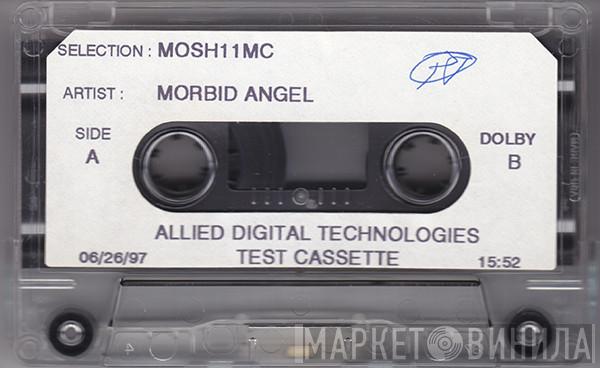 SELECTION : MOSH11MC
ARTIST : MORBID ANGEL
SIDE
A
DOLBY
B
ALLIED DIGITAL TECHNOLOGIES
06/26/97 TEST CASSETTE 15:52
МАРКЕТ ВИНИЛА